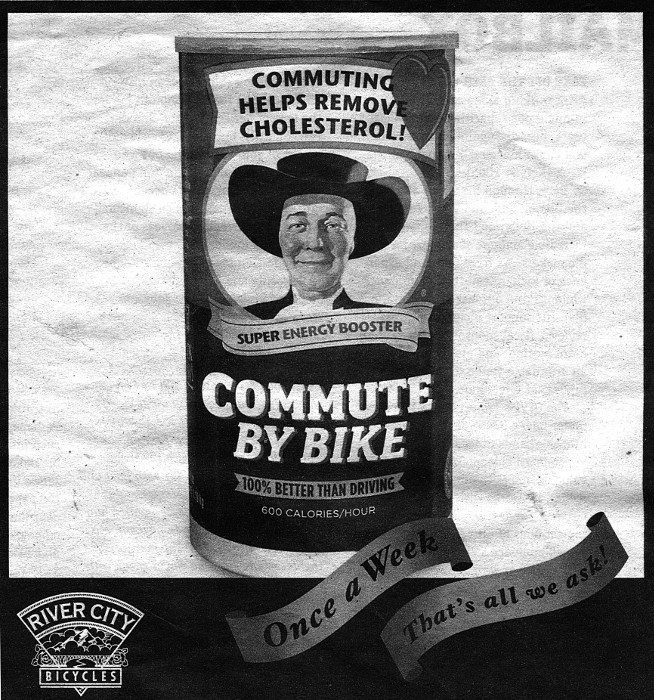 COMMUTING
HELPS REMOVE
CHOLESTEROL!
SUPER ENERGY BOOSTER
COMMUTE
BY BIKE
100% BETTER THAN DRIVING
600 CALORIES/HOUR
Once a Week
That's all we ask!
RIVER CITY
BICYCLES